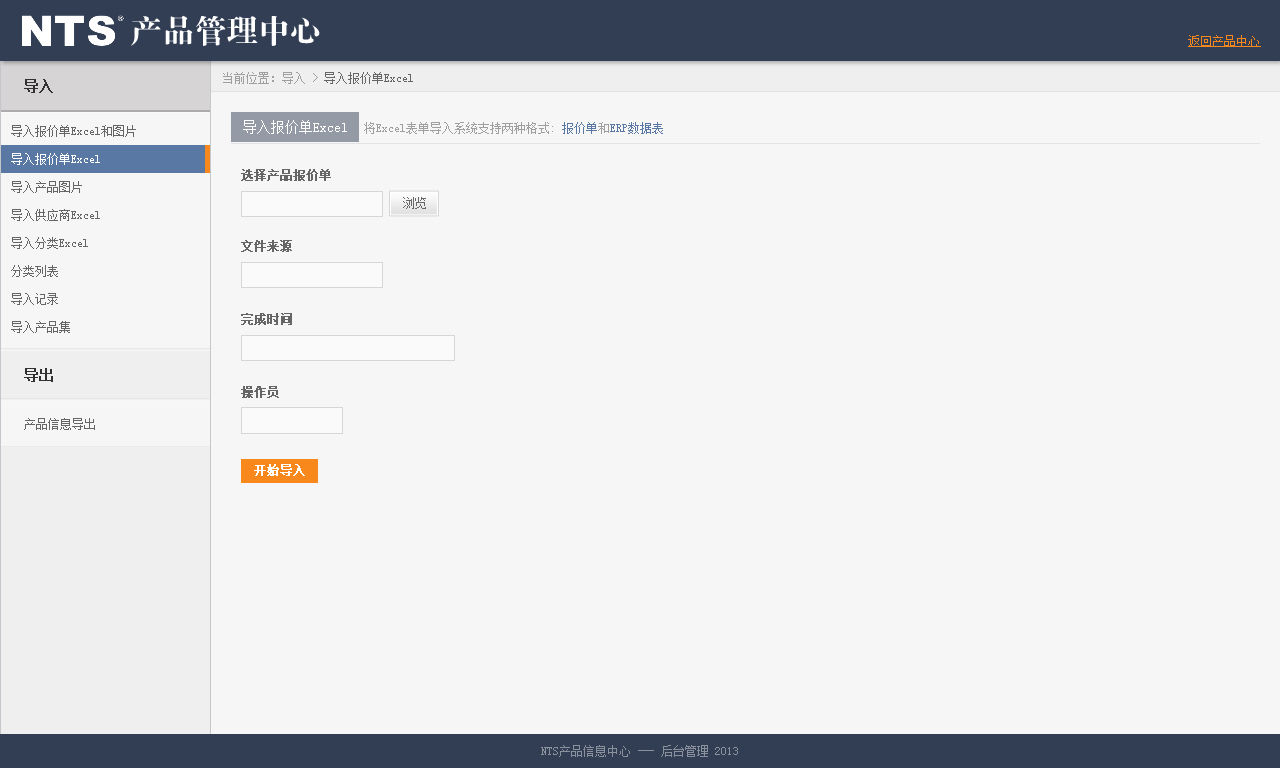 NTS® 产品管理中心
返回产品中心
导入
导入报价单Excel和图片
导入报价单Excel
导入产品图片
导入供应商Excel
导入分类Excel
分类列表
导入记录
导入产品集
导出
产品信息导出
当前位置: 导入 > 导入报价单Excel
导入报价单Excel 将Excel表单导入系统支持两种格式: 报价单和ERP数据表
选择产品报价单
浏览
文件来源
完成时间
操作员
开始导入
NTS产品信息中心 —— 后台管理 2013